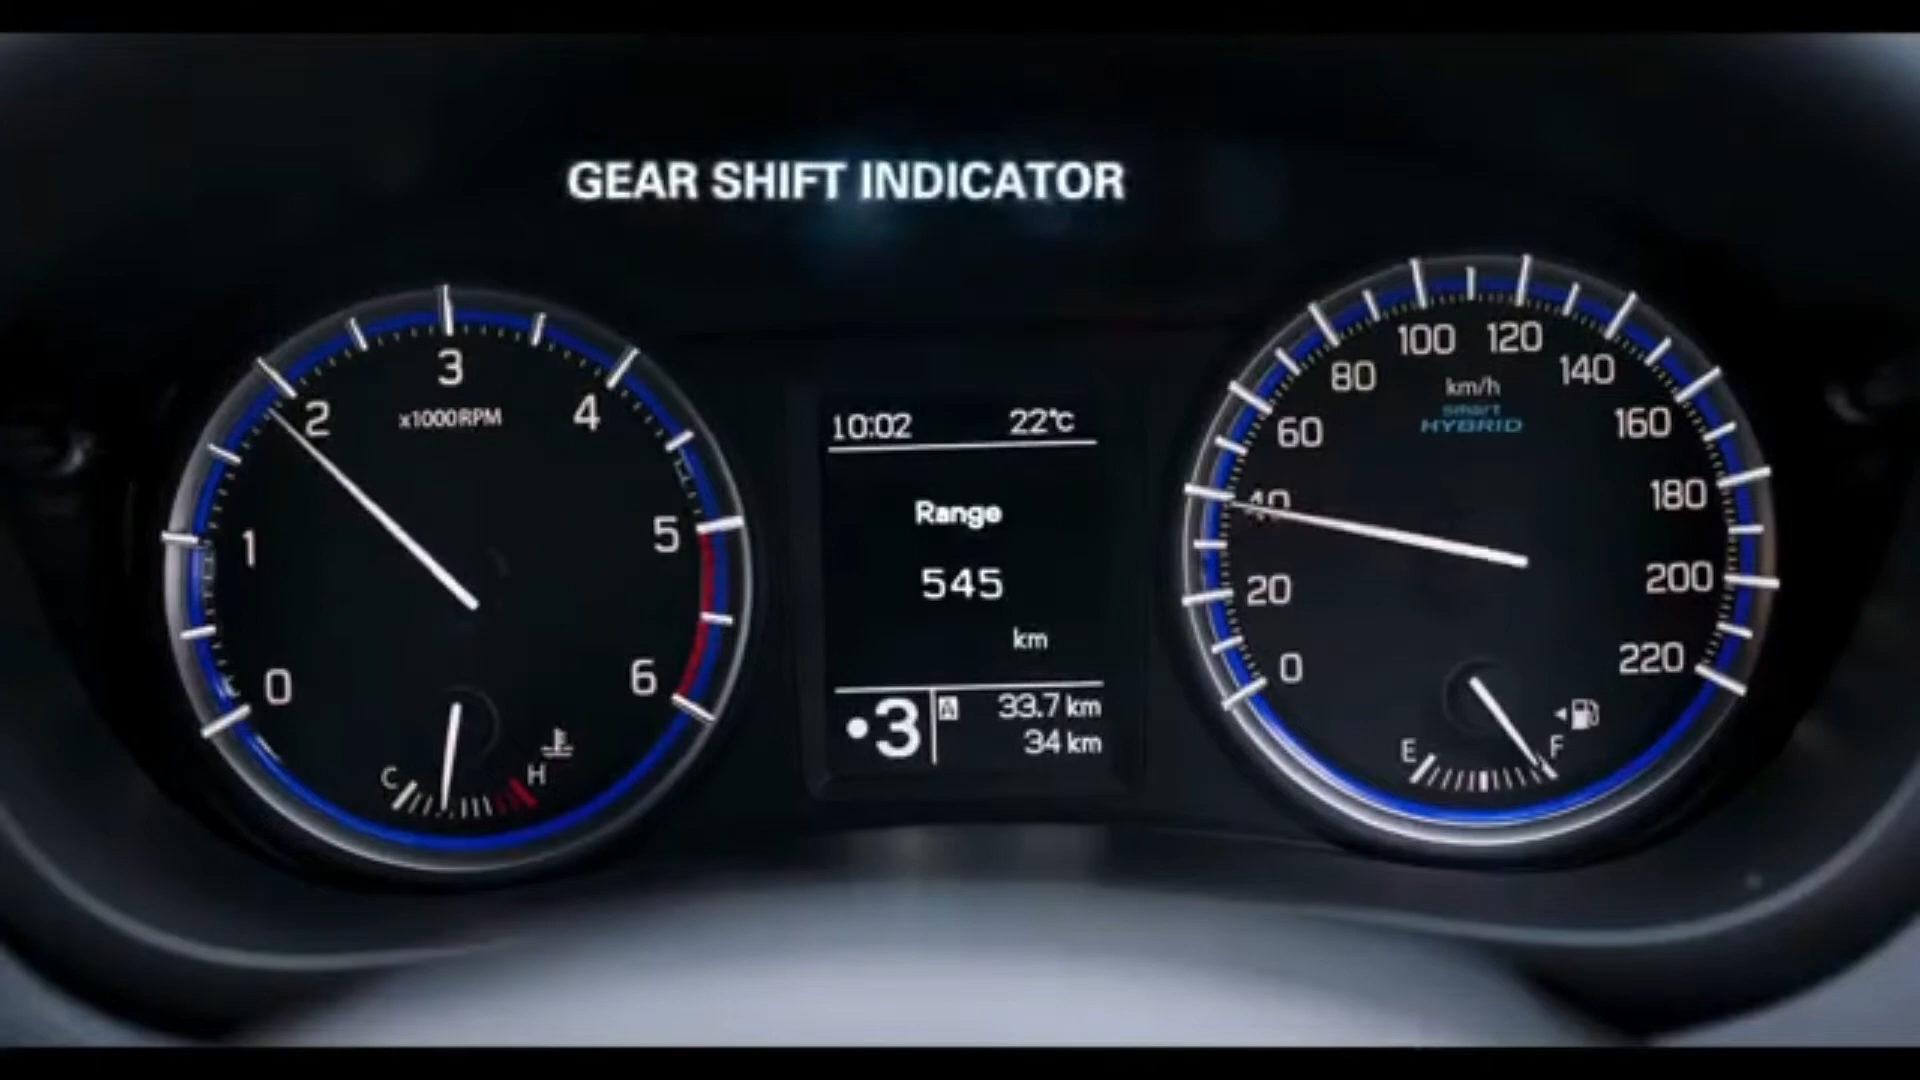 GEAR SHIFT INDICATOR
0
1
2
3
4
5
6
x1000RPM
C
H
10:02 22°C
Range
545
km
•3
A 33.7 km
34 km
0
20
40
60
80
100
120
140
160
180
200
220
km/h
smart
HYBRID
E
F